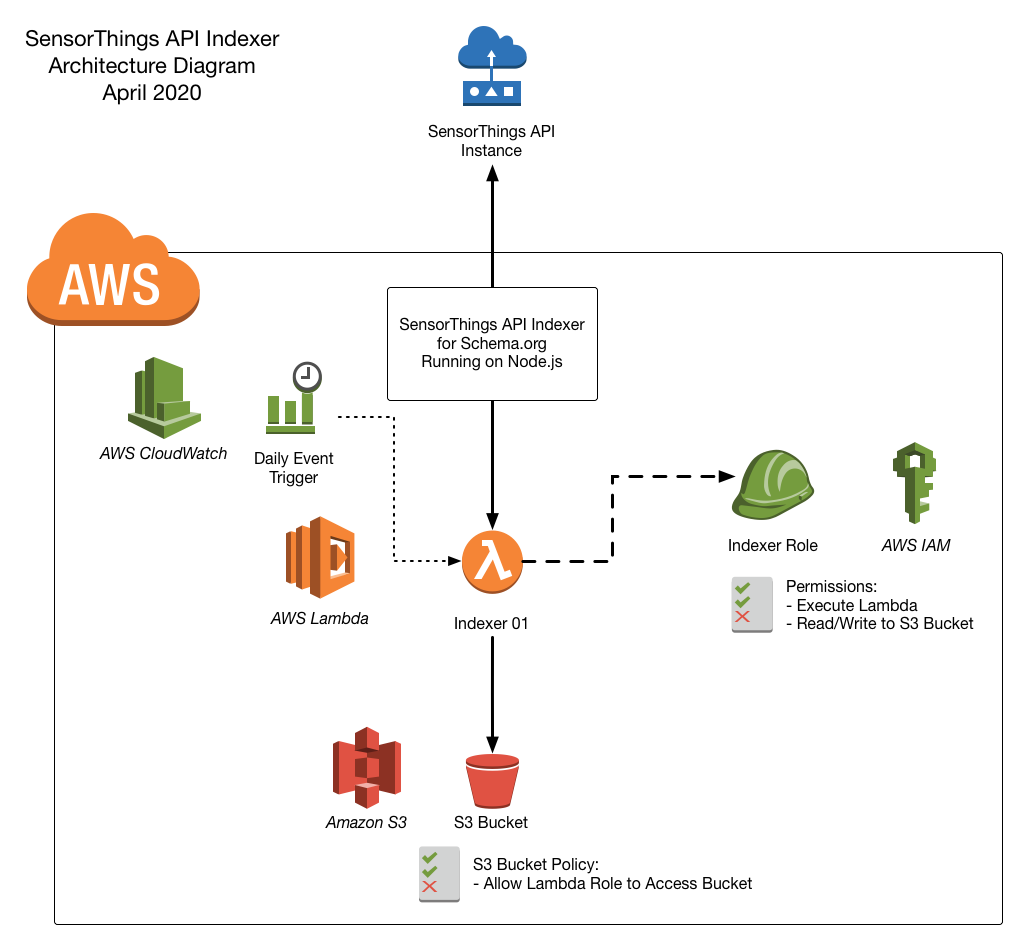 SensorThings API Indexer
Architecture Diagram
April 2020
SensorThings API
Instance
AWS
SensorThings API Indexer
for Schema.org
Running on Node.js
AWS CloudWatch
Daily Event
Trigger
AWS Lambda
Indexer 01
Indexer Role
AWS IAM
Permissions:
- Execute Lambda
- Read/Write to S3 Bucket
Amazon S3
S3 Bucket
S3 Bucket Policy:
- Allow Lambda Role to Access Bucket